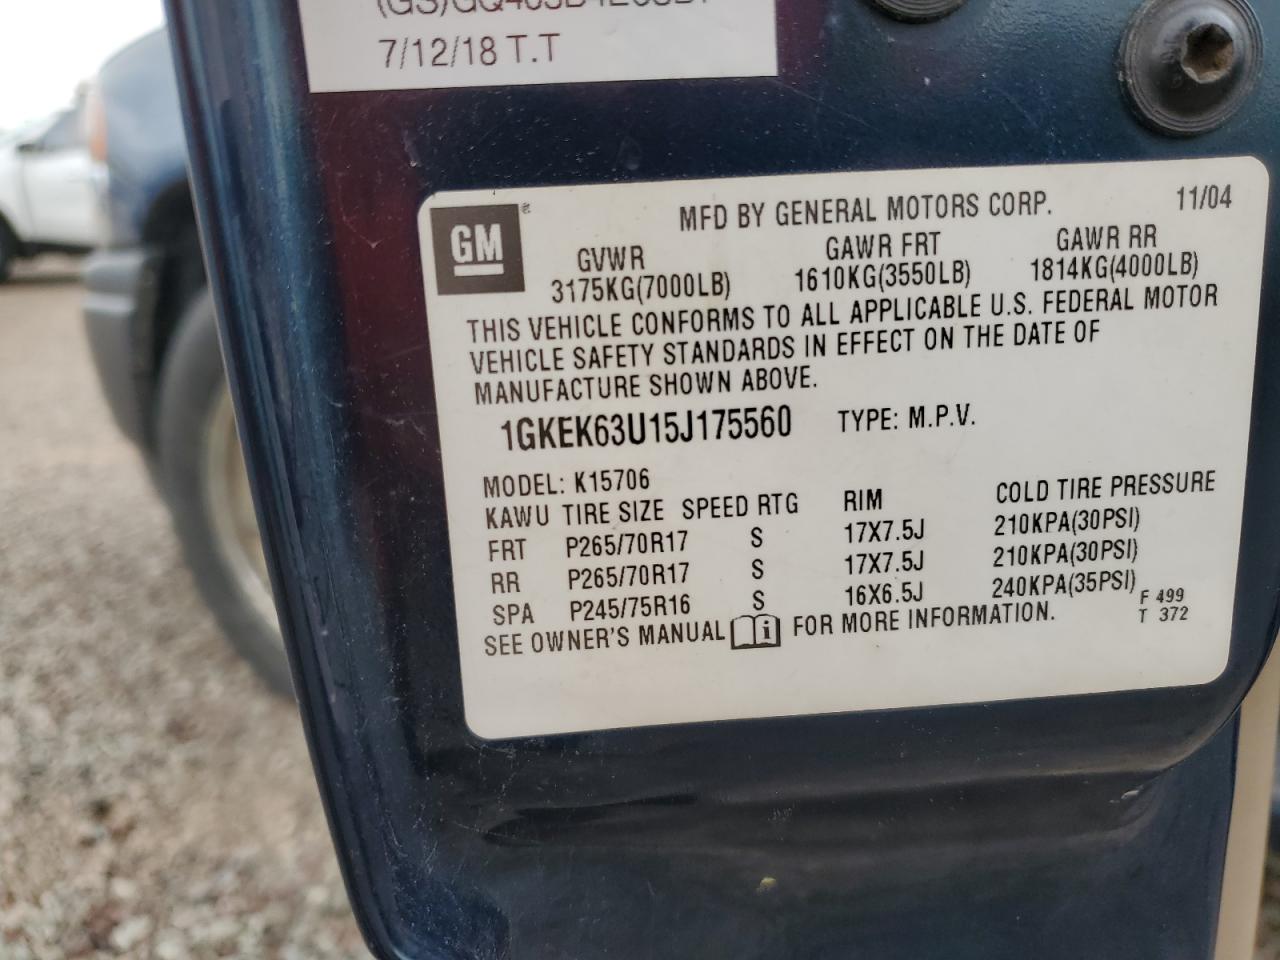 7/12/18 T.T
GM
MFD BY GENERAL MOTORS CORP. 11/04
GVWR GAWR FRT GAWR RR
3175KG(7000LB) 1610KG(3550LB) 1814KG(4000LB)
THIS VEHICLE CONFORMS TO ALL APPLICABLE U.S. FEDERAL MOTOR
VEHICLE SAFETY STANDARDS IN EFFECT ON THE DATE OF
MANUFACTURE SHOWN ABOVE.
1GKEK63U15J175560 TYPE: M.P.V.
MODEL: K15706
KAWU TIRE SIZE SPEED RTG RIM COLD TIRE PRESSURE
FRT P265/70R17 S 17X7.5J 210KPA(30PSI)
RR P265/70R17 S 17X7.5J 210KPA(30PSI)
SPA P245/75R16 S 16X6.5J 240KPA(35PSI) F 499
SEE OWNER'S MANUAL FOR MORE INFORMATION. T 372